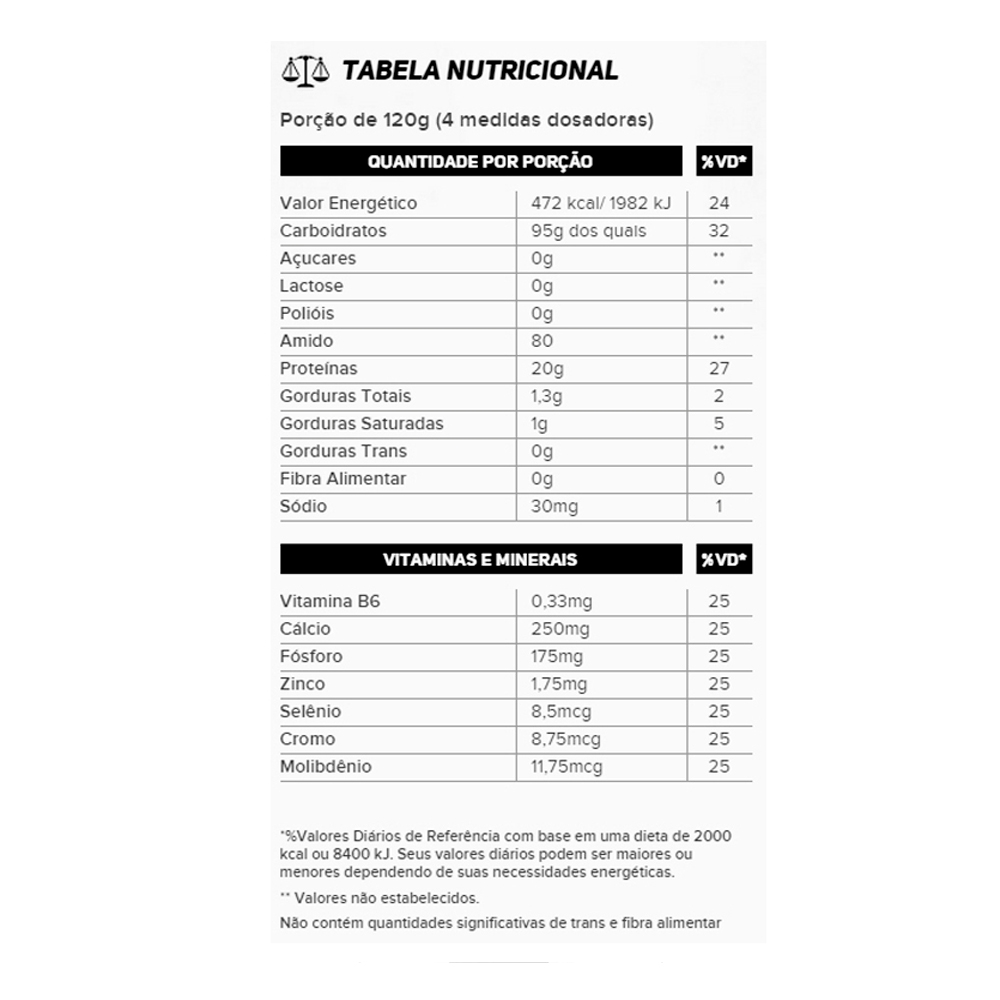 TABELA NUTRICIONAL
Porção de 120g (4 medidas dosadoras)
QUANTIDADE POR PORÇÃO %VD*
Valor Energético 472 kcal/ 1982 kJ 24
Carboidratos 95g dos quais 32
Açucares 0g **
Lactose 0g **
Polióis 0g **
Amido 80 **
Proteínas 20g 27
Gorduras Totais 1,3g 2
Gorduras Saturadas 1g 5
Gorduras Trans 0g **
Fibra Alimentar 0g 0
Sódio 30mg 1
VITAMINAS E MINERAIS %VD*
Vitamina B6 0,33mg 25
Cálcio 250mg 25
Fósforo 175mg 25
Zinco 1,75mg 25
Selênio 8,5mcg 25
Cromo 8,75mcg 25
Molibdênio 11,75mcg 25
*%Valores Diários de Referência com base em uma dieta de 2000
kcal ou 8400 kJ. Seus valores diários podem ser maiores ou
menores dependendo de suas necessidades energéticas.
** Valores não estabelecidos.
Não contém quantidades significativas de trans e fibra alimentar